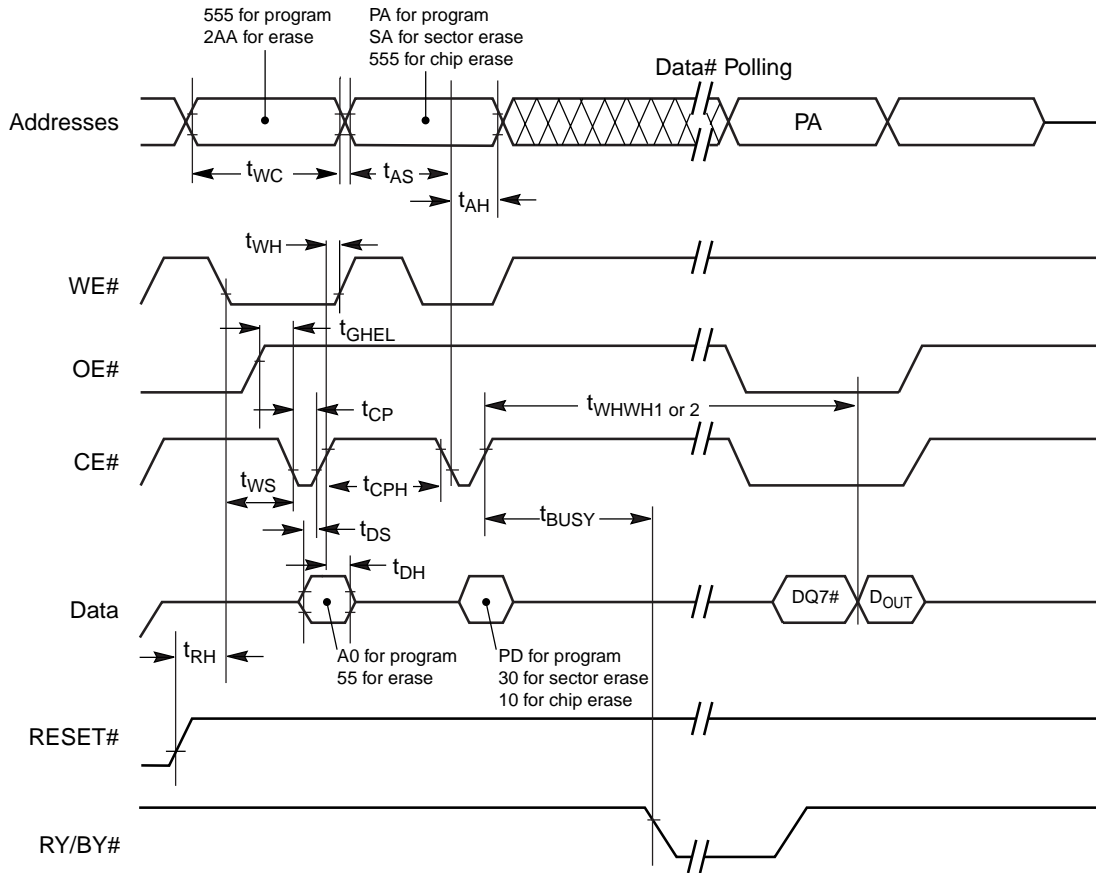 555 for program
2AA for erase
PA for program
SA for sector erase
555 for chip erase
Data# Polling
Addresses
PA
tWC
tAS
tAH
tWH
WE#
tGHEL
OE#
tWHWH1 or 2
tCP
CE#
tWS
tCPH
tBUSY
tDS
tDH
Data
DQ7#
DOUT
tRH
A0 for program
55 for erase
PD for program
30 for sector erase
10 for chip erase
RESET#
RY/BY#